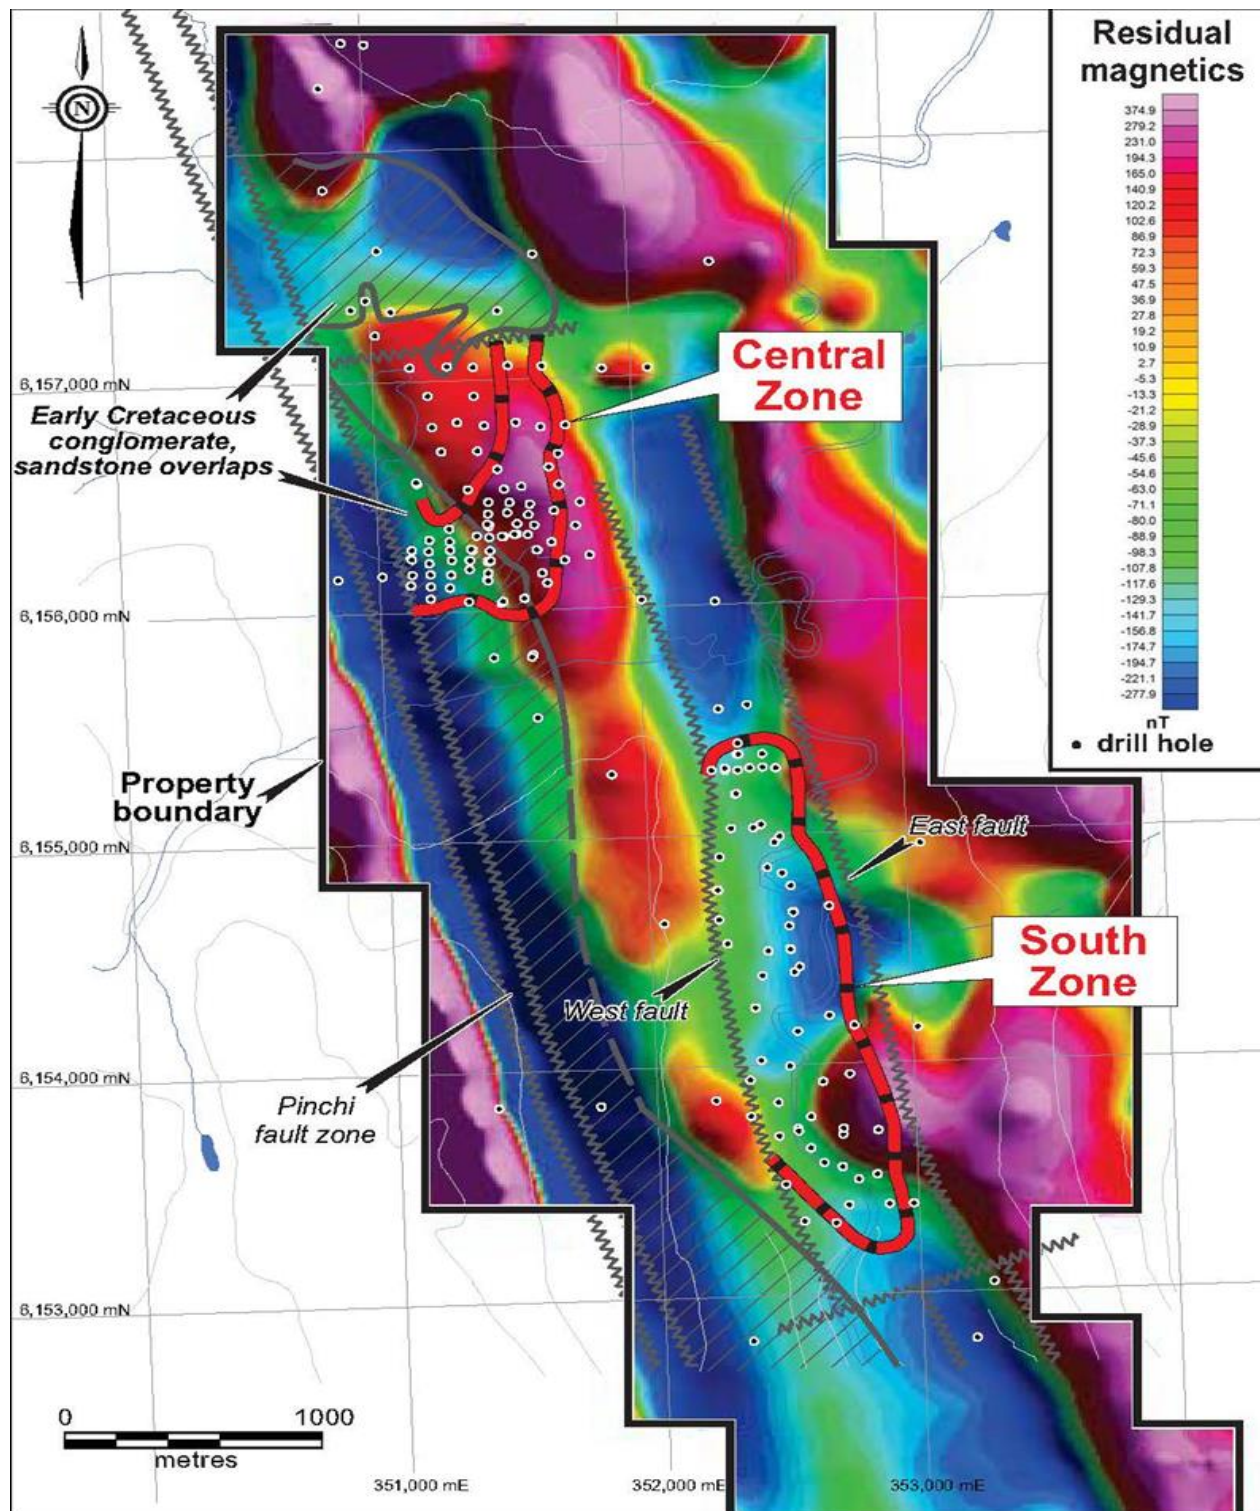 Residual
magnetics
374.9
279.2
231.0
194.3
165.0
140.9
120.2
102.6
86.9
72.3
59.3
47.5
36.9
27.8
19.2
10.9
2.7
-5.3
-13.3
-21.2
-28.9
-37.2
-45.6
-54.6
-63.0
-71.1
-80.0
-88.9
-98.3
-107.8
-117.6
-129.3
-141.7
-156.8
-174.7
-194.7
-221.1
-277.9
nT
drill hole
N
Central
Zone
6,157,000 mN
Early Cretaceous
conglomerate,
sandstone overlaps
6,156,000 mN
Property
boundary
6,155,000 mN
East fault
South
Zone
West fault
6,154,000 mN
Pinchi
fault zone
6,153,000 mN
0 1000
metres
351,000 mE 352,000 mE 353,000 mE